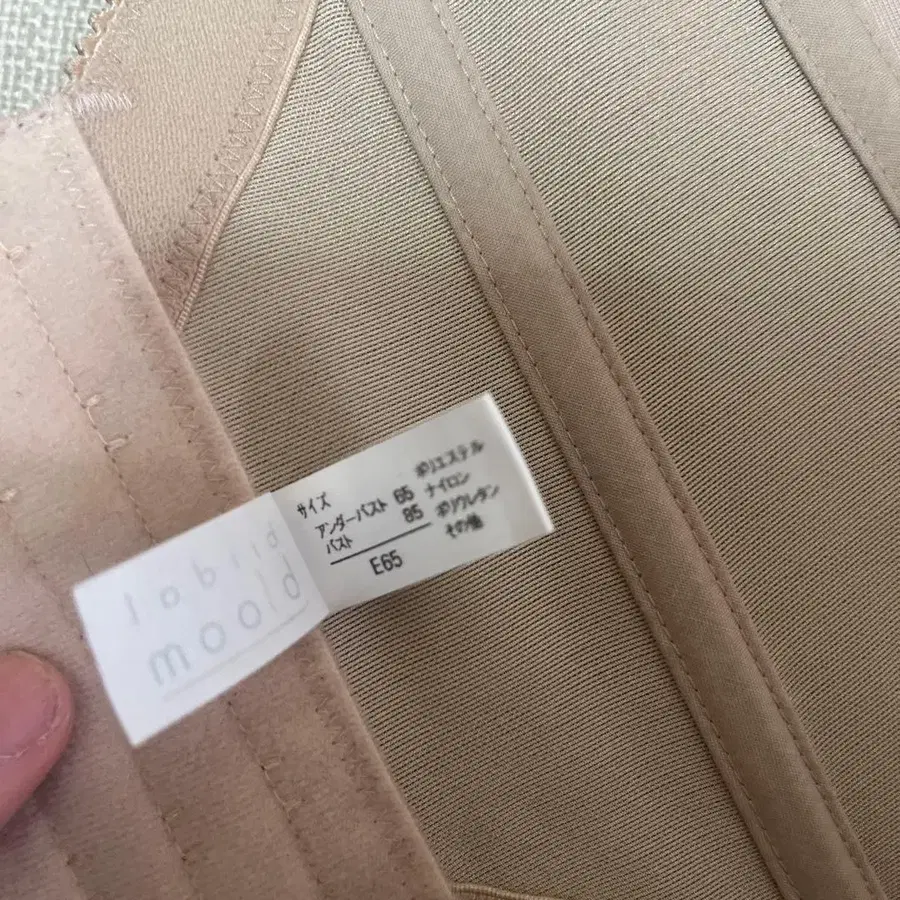 サイズ
アンダーバスト 65
バスト 85
E65
ポリエステル
ナイロン
ポリウレタン
その他
moold